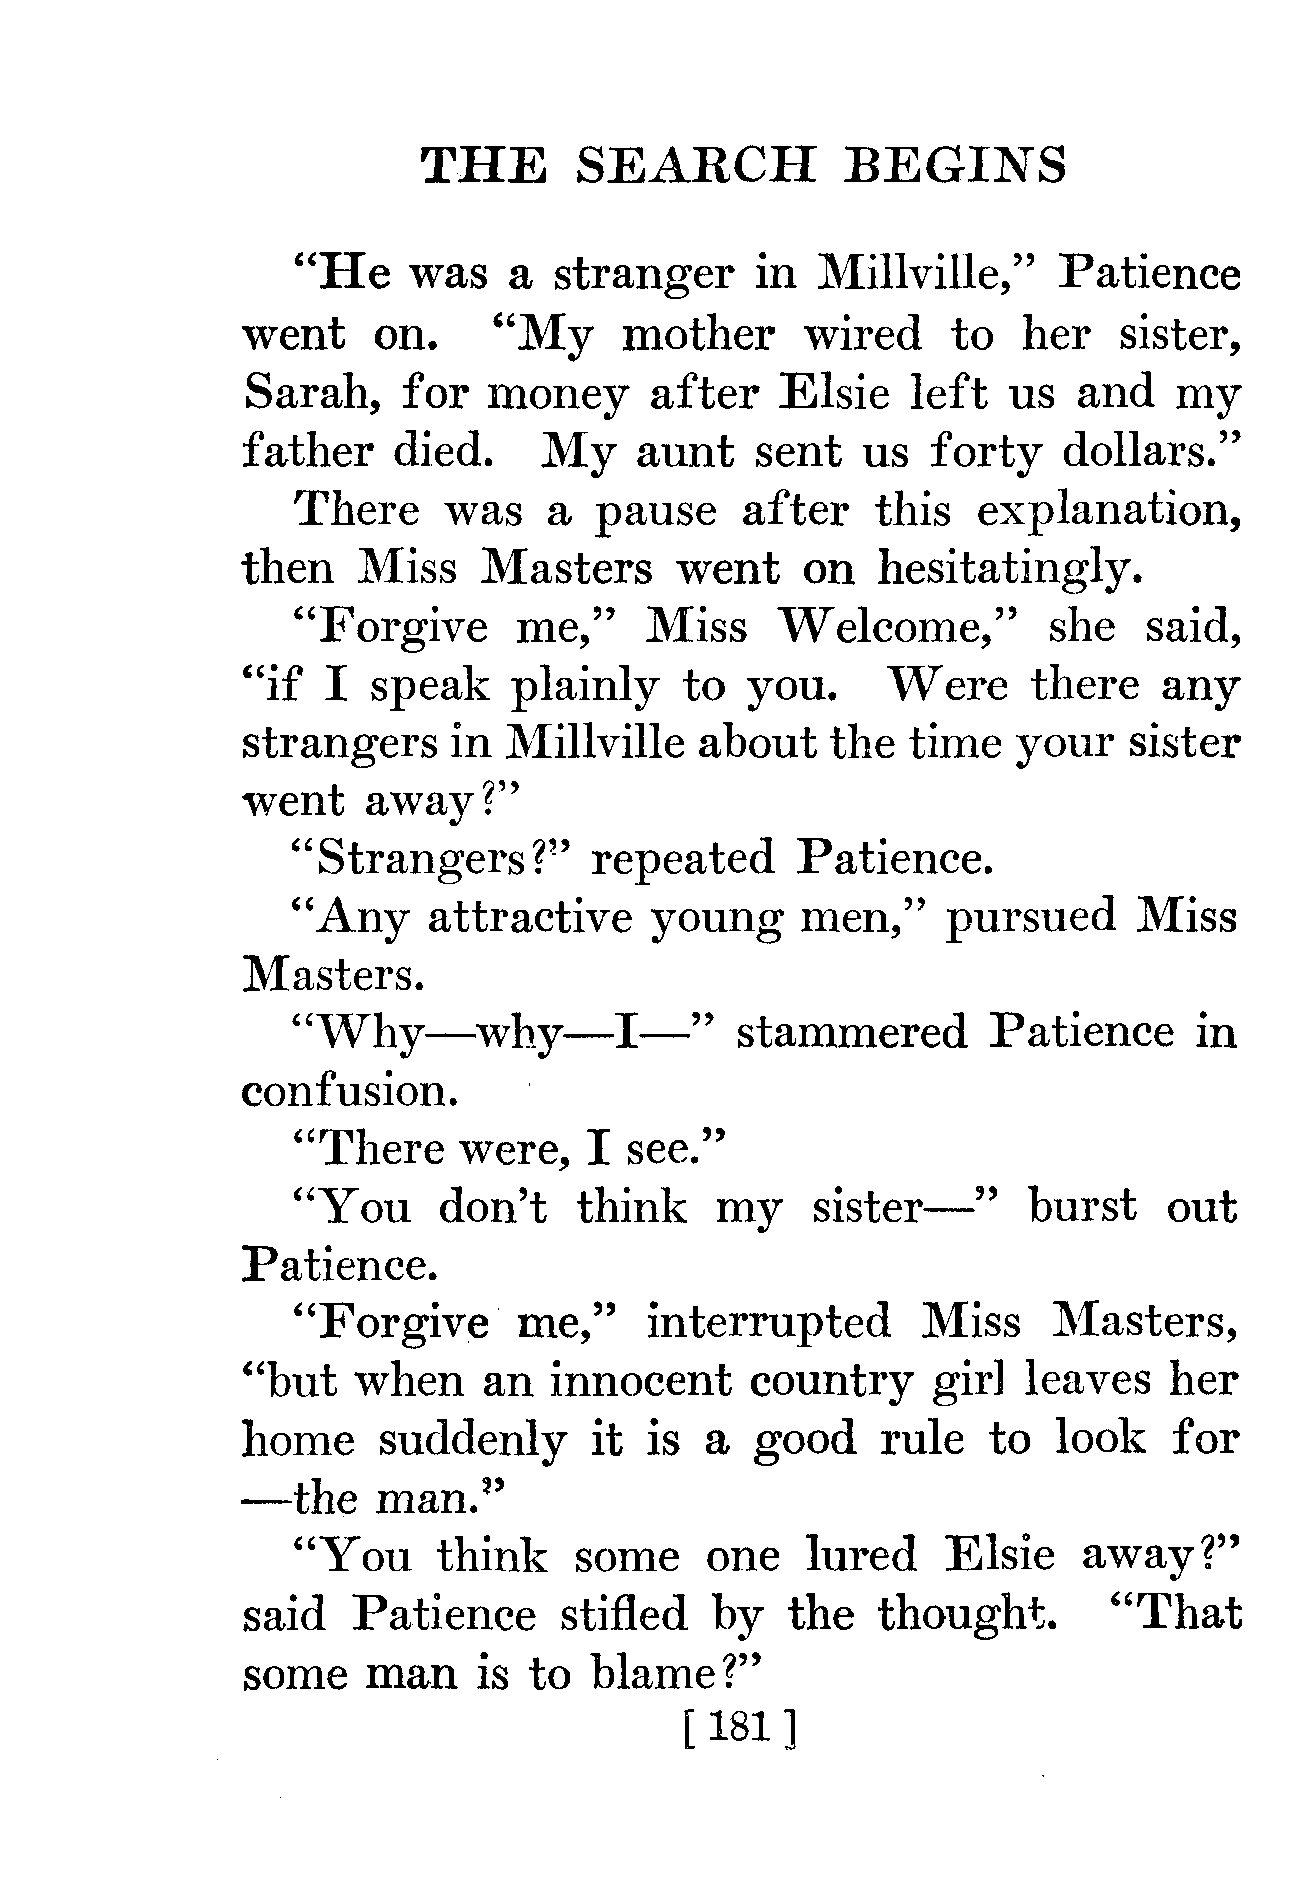 THE SEARCH BEGINS
“He was a stranger in Millville,” Patience
went on. “My mother wired to her sister,
Sarah, for money after Elsie left us and my
father died. My aunt sent us forty dollars.”
There was a pause after this explanation,
then Miss Masters went on hesitatingly.
“Forgive me,” Miss Welcome,” she said,
“if I speak plainly to you. Were there any
strangers in Millville about the time your sister
went away?”
“Strangers?” repeated Patience.
“Any attractive young men,” pursued Miss
Masters.
“Why—why—I—” stammered Patience in
confusion.
“There were, I see.”
“You don’t think my sister—” burst out
Patience.
“Forgive me,” interrupted Miss Masters,
“but when an innocent country girl leaves her
home suddenly it is a good rule to look for
—the man.”
“You think some one lured Elsie away?”
said Patience stifled by the thought. “That
some man is to blame?”
[ 181 ]